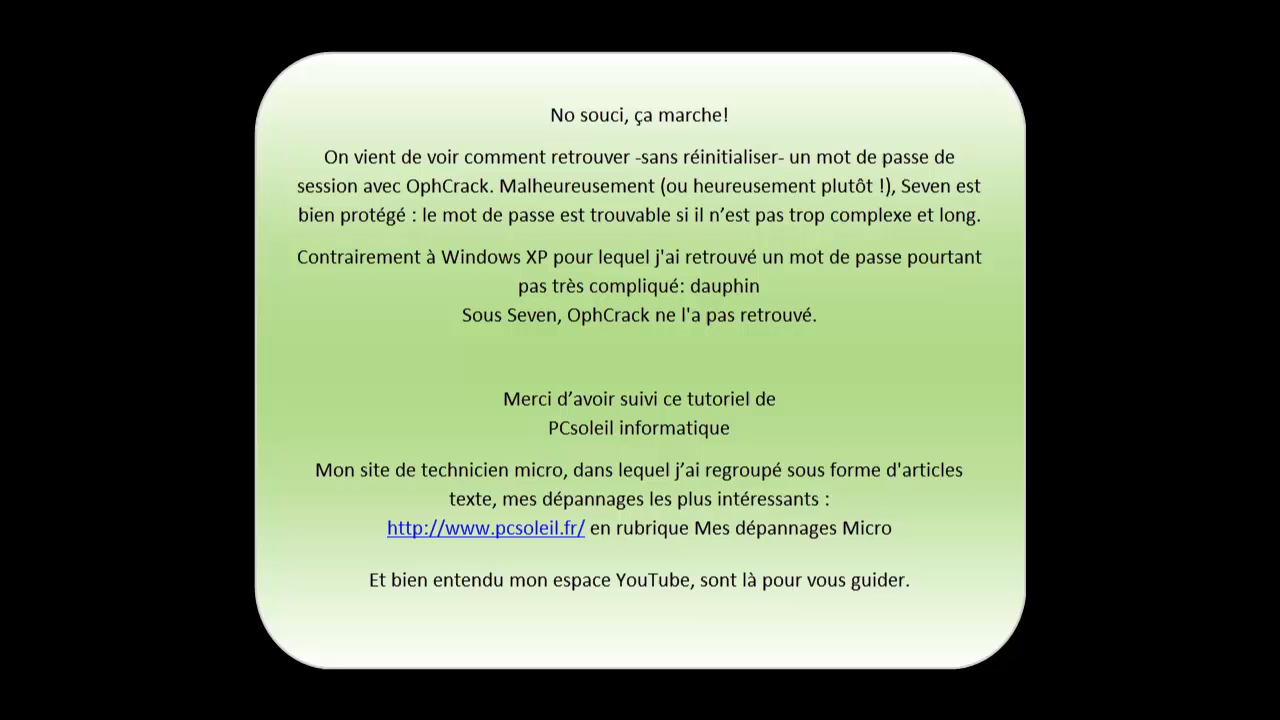 No souci, ça marche!
On vient de voir comment retrouver -sans réinitialiser- un mot de passe de
session avec OphCrack. Malheureusement (ou heureusement plutôt !), Seven est
bien protégé : le mot de passe est trouvable si il n’est pas trop complexe et long.
Contrairement à Windows XP pour lequel j'ai retrouvé un mot de passe pourtant
pas très compliqué: dauphin
Sous Seven, OphCrack ne l'a pas retrouvé.
Merci d’avoir suivi ce tutoriel de
PCsoleil informatique
Mon site de technicien micro, dans lequel j’ai regroupé sous forme d'articles
texte, mes dépannages les plus intéressants :
http://www.pcsoleil.fr/ en rubrique Mes dépannages Micro
Et bien entendu mon espace YouTube, sont là pour vous guider.